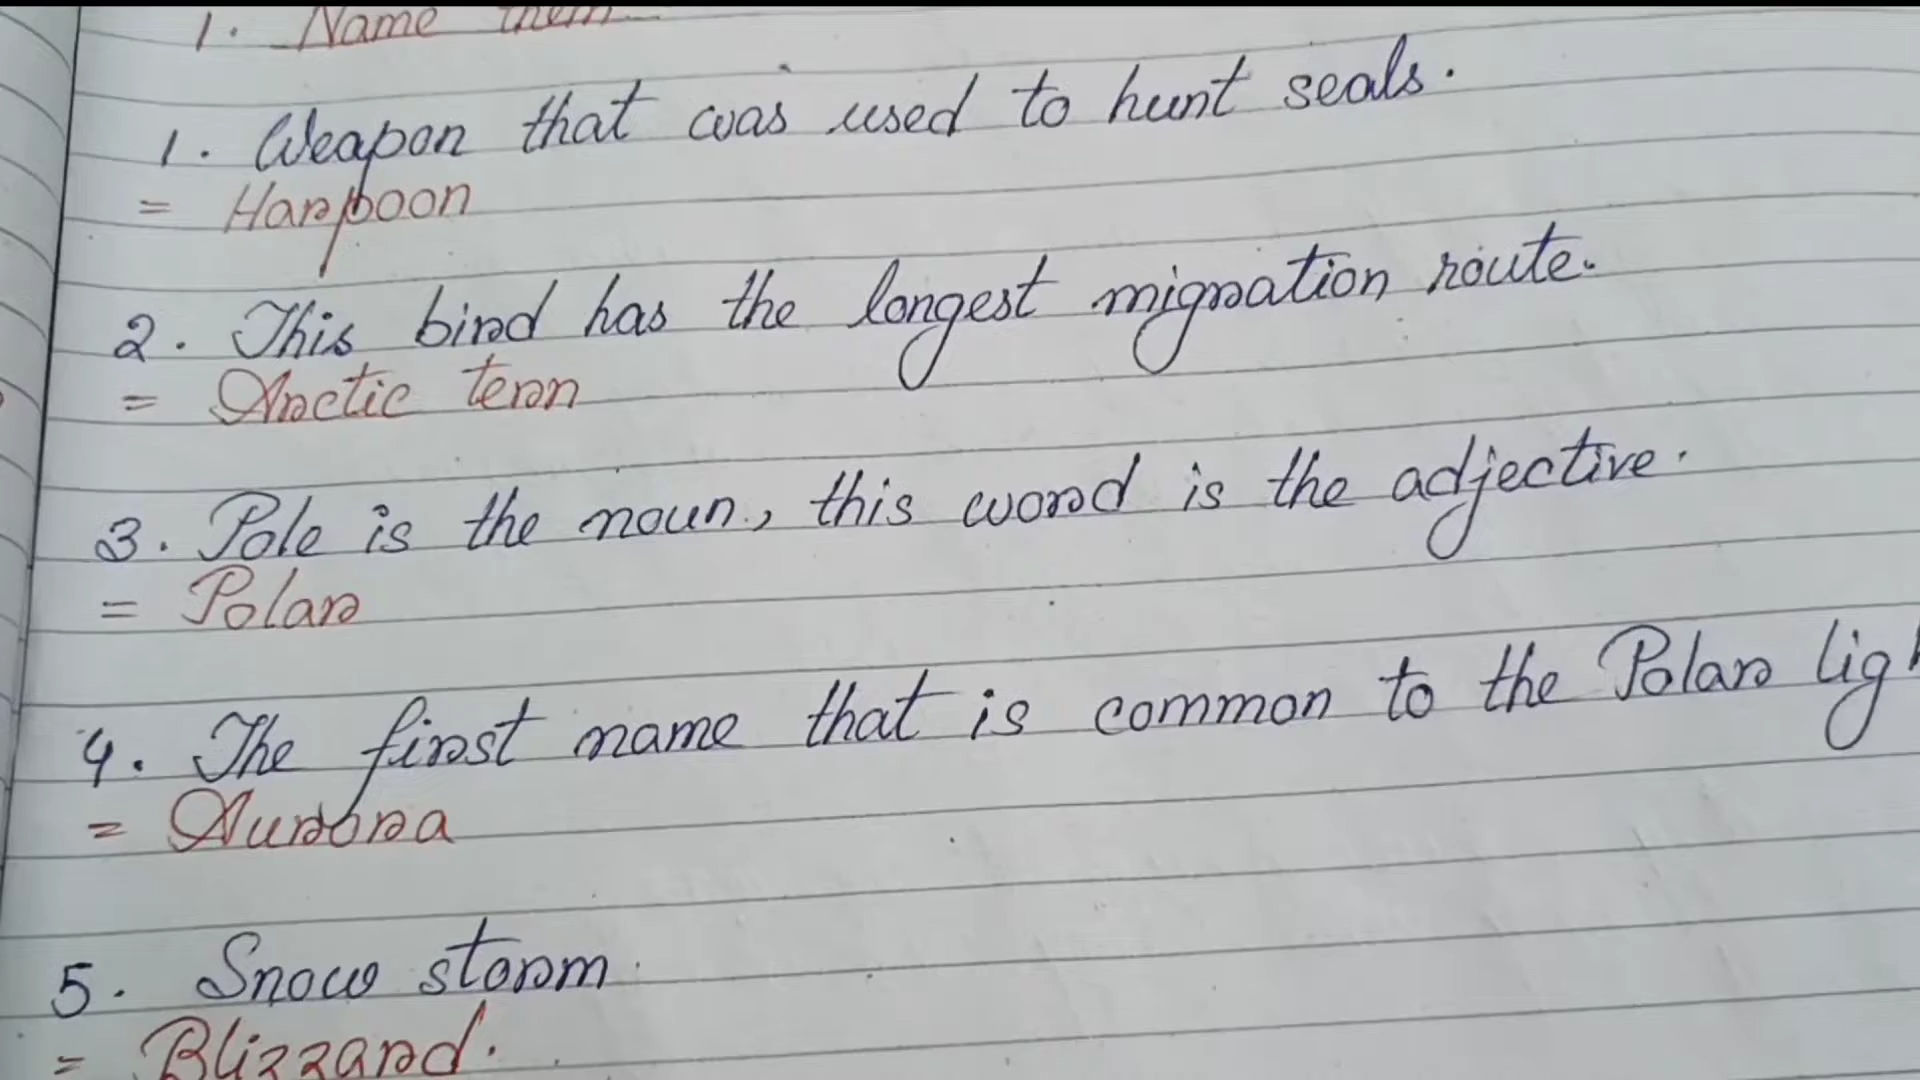 1. Name them
1. Weapon that was used to hunt seals.
= Harpoon
2. This bird has the longest migration route.
= Arctic tern
3. Pole is the noun, this word is the adjective.
= Polar
4. The first name that is common to the Polar ligh
= Aurora
5. Snow storm.
= Blizzard.